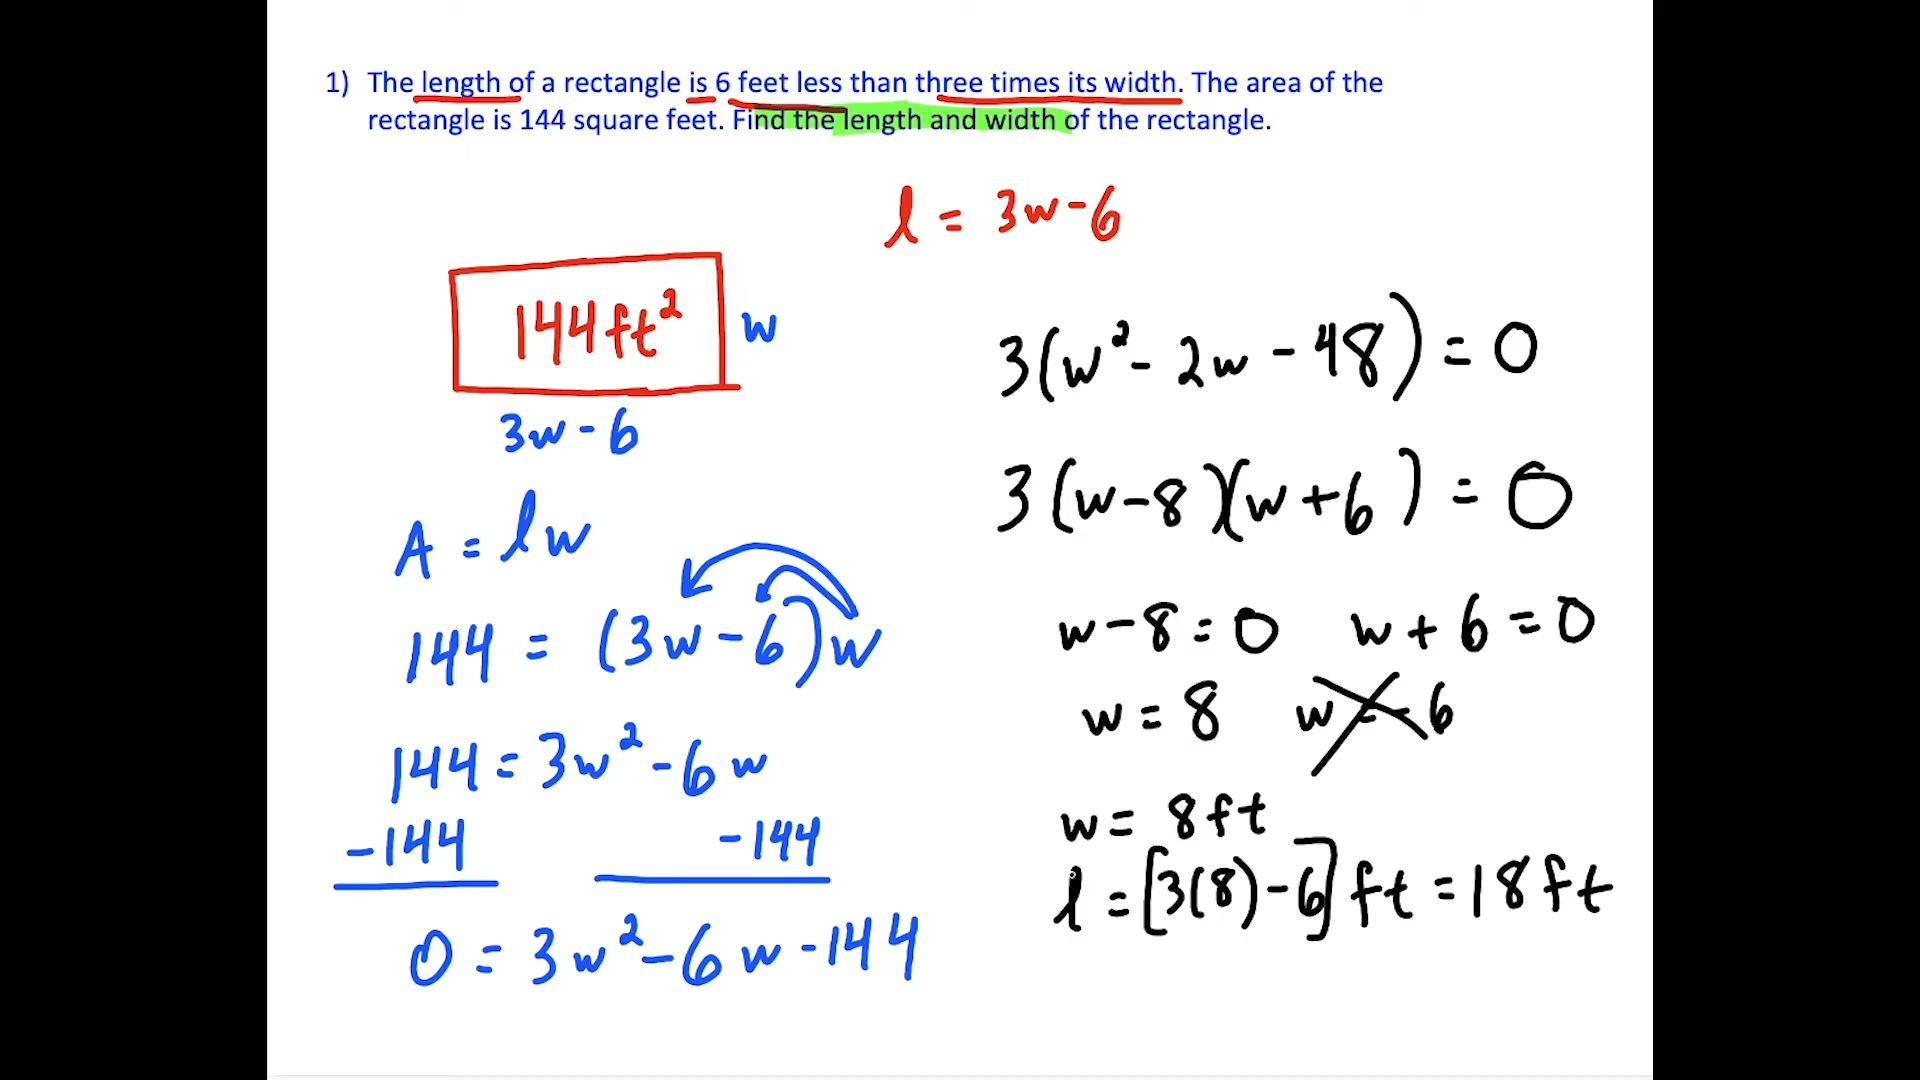 1) The length of a rectangle is 6 feet less than three times its width. The area of the
rectangle is 144 square feet. Find the length and width of the rectangle.
l = 3w-6
144ft² w
3w-6
A = lw
144 = (3w-6)w
144 = 3w²-6w
-144 -144
0 = 3w²-6w-144
3(w²-2w-48) = 0
3(w-8)(w+6) = 0
w-8=0 w+6=0
w=8 w=-6
w= 8ft
l = [3(8)-6] ft = 18ft